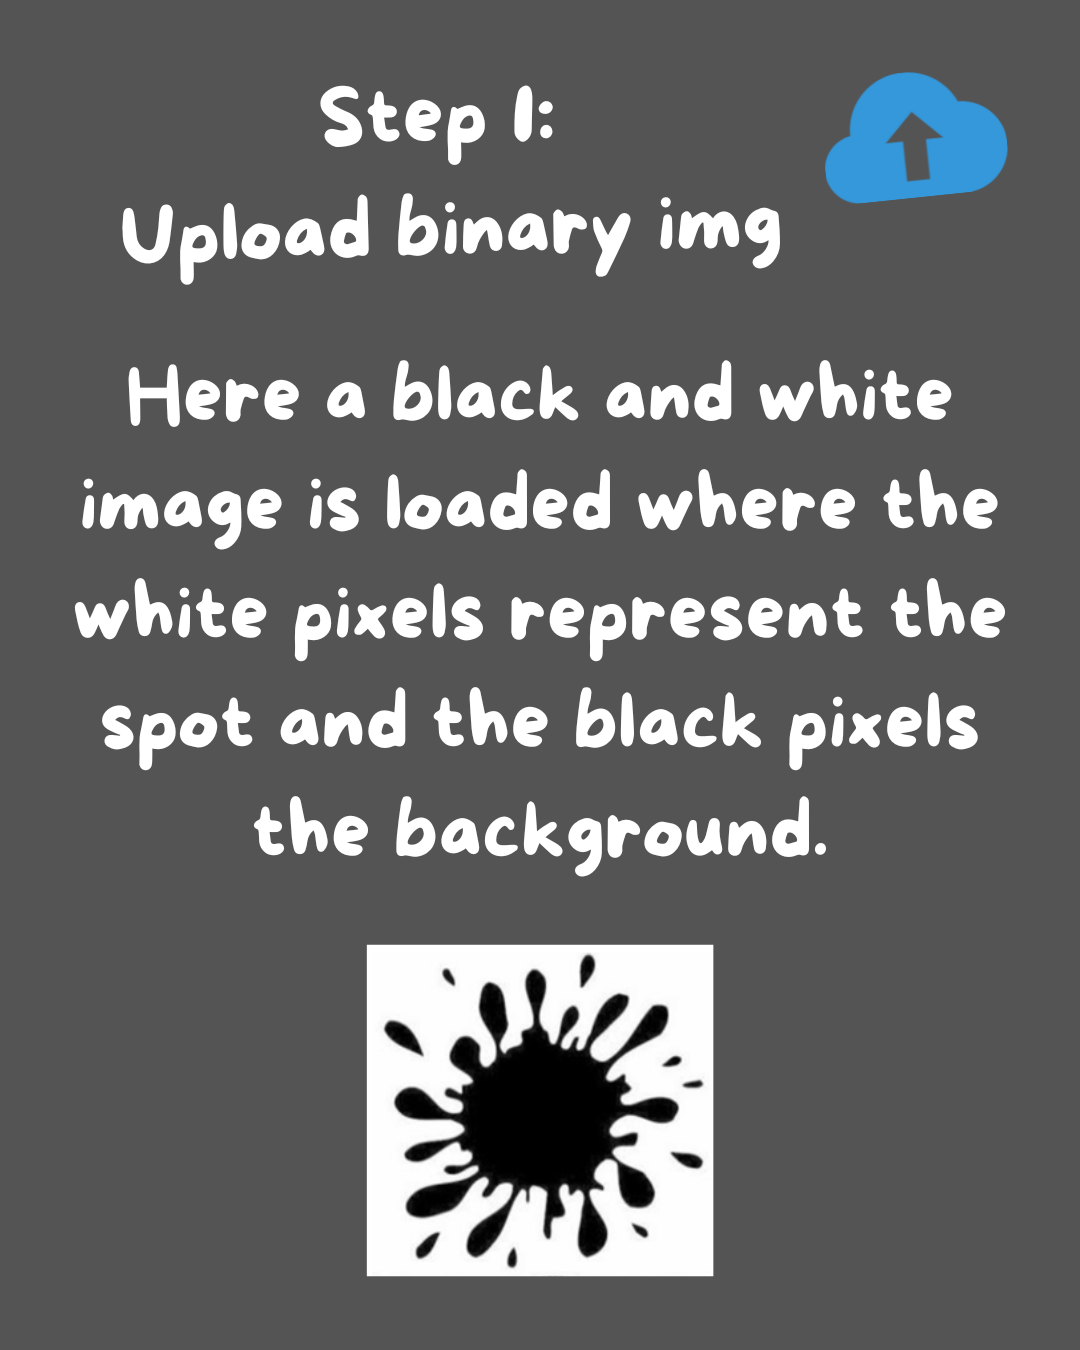 Step 1:
Upload binary img
Here a black and white
image is loaded where the
white pixels represent the
spot and the black pixels
the background.